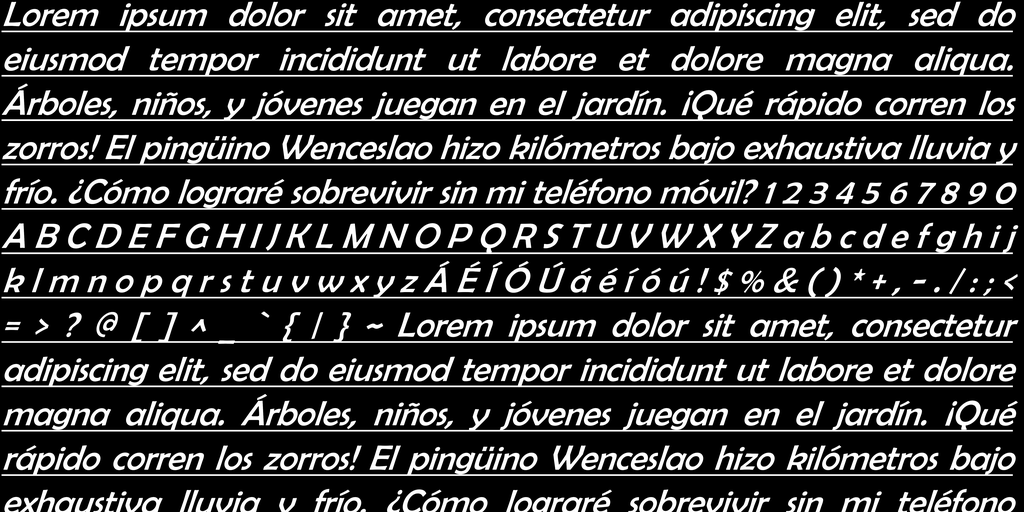 Lorem ipsum dolor sit amet, consectetur adipiscing elit, sed do
eiusmod tempor incididunt ut labore et dolore magna aliqua.
Árboles, niños, y jóvenes juegan en el jardín. ¡Qué rápido corren los
zorros! El pingüino Wenceslao hizo kilómetros bajo exhaustiva lluvia y
frío. ¿Cómo lograré sobrevivir sin mi teléfono móvil? 1 2 3 4 5 6 7 8 9 0
A B C D E F G H I J K L M N O P Q R S T U V W X Y Z a b c d e f g h i j
k l m n o p q r s t u v w x y z Á É Í Ó Ú á é í ó ú ! $ % & ( ) * + , - . / : ; <
= > ? @ [ ] ^ _ ` { | } ~ Lorem ipsum dolor sit amet, consectetur
adipiscing elit, sed do eiusmod tempor incididunt ut labore et dolore
magna aliqua. Árboles, niños, y jóvenes juegan en el jardín. ¡Qué
rápido corren los zorros! El pingüino Wenceslao hizo kilómetros bajo
exhaustiva lluvia y frío. ¿Cómo lograré sobrevivir sin mi teléfono